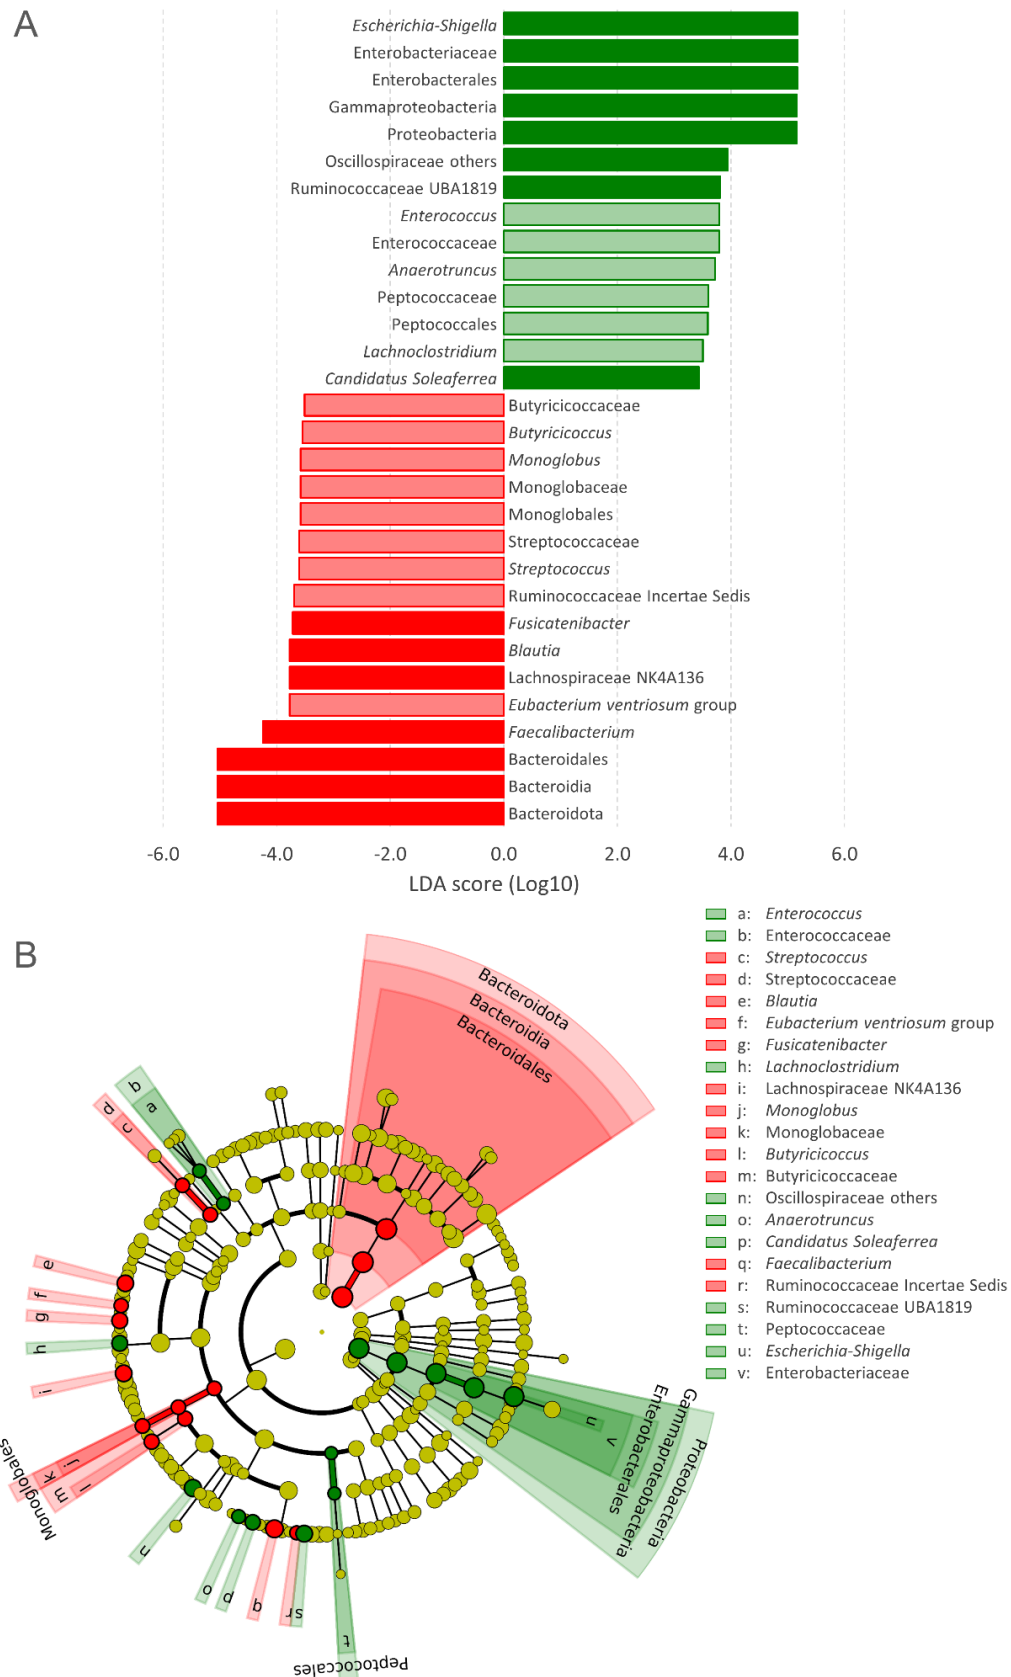 A
Escherichia-Shigella
Enterobacteriaceae
Enterobacterales
Gammaproteobacteria
Proteobacteria
Oscillospiraceae others
Ruminococcaceae UBA1819
Enterococcus
Enterococcaceae
Anaerotruncus
Peptococcaceae
Peptococcales
Lachnoclostridium
Candidatus Soleaferrea
Butyricicoccaceae
Butyricicoccus
Monoglobus
Monoglobaceae
Monoglobales
Streptococcaceae
Streptococcus
Ruminococcaceae Incertae Sedis
Fusicatenibacter
Blautia
Lachnospiraceae NK4A136
Eubacterium ventriosum group
Faecalibacterium
Bacteroidales
Bacteroidia
Bacteroidota
-6.0 -4.0 -2.0 0.0 2.0 4.0 6.0
LDA score (Log10)
B
a: Enterococcus
b: Enterococcaceae
c: Streptococcus
d: Streptococcaceae
e: Blautia
f: Eubacterium ventriosum group
g: Fusicatenibacter
h: Lachnoclostridium
i: Lachnospiraceae NK4A136
j: Monoglobus
k: Monoglobaceae
l: Butyricicoccus
m: Butyricicoccaceae
n: Oscillospiraceae others
o: Anaerotruncus
p: Candidatus Soleaferrea
q: Faecalibacterium
r: Ruminococcaceae Incertae Sedis
s: Ruminococcaceae UBA1819
t: Peptococcaceae
u: Escherichia-Shigella
v: Enterobacteriaceae
Bacteroidota
Bacteroidia
Bacteroidales
b
a
d
c
e
f
g
h
i
j
k
l
m
Monoglobales
n
o
p
q
r
s
t
Peptococcales
u
v
Enterobacterales
Gammaproteobacteria
Proteobacteria